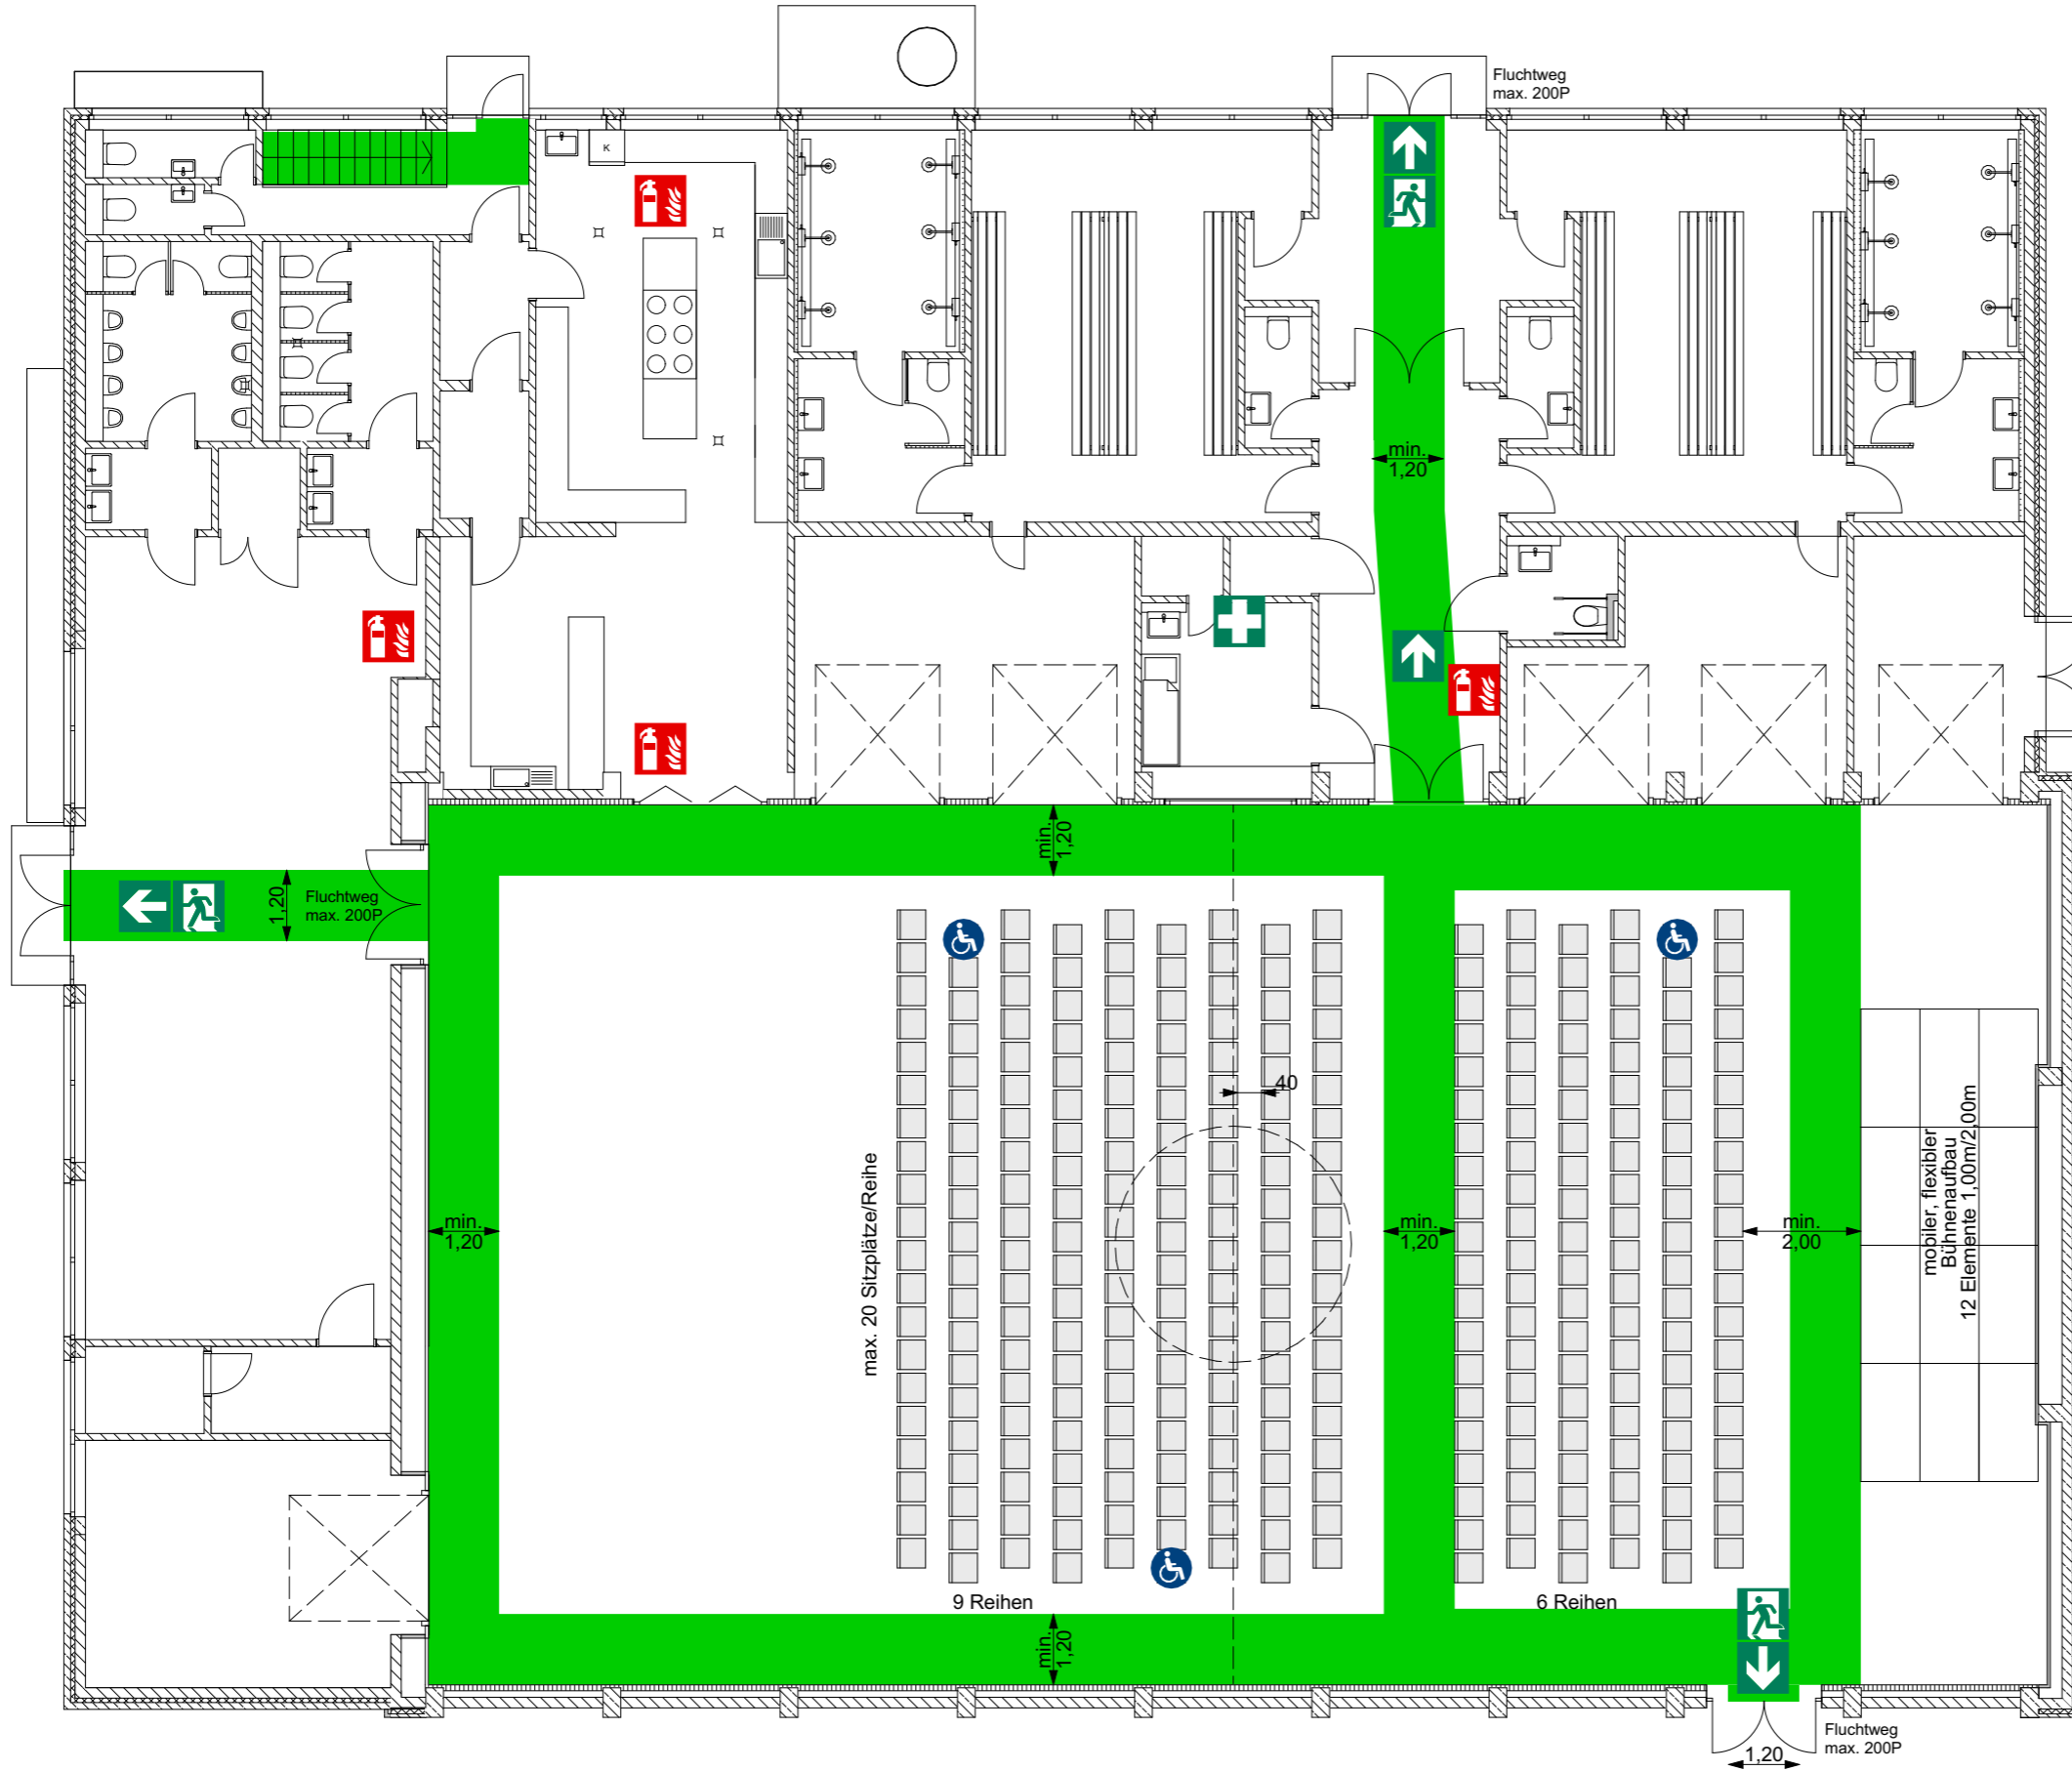 Fluchtweg
max. 200P
K
min.
1,20
min.
1,20
1,20
Fluchtweg
max. 200P
40
max. 20 Sitzplätze/Reihe
min.
1,20
min.
1,20
min.
2,00
mobiler, flexibler
Bühnenaufbau
12 Elemente 1,00m/2,00m
9 Reihen
6 Reihen
min.
1,20
Fluchtweg
max. 200P
1,20